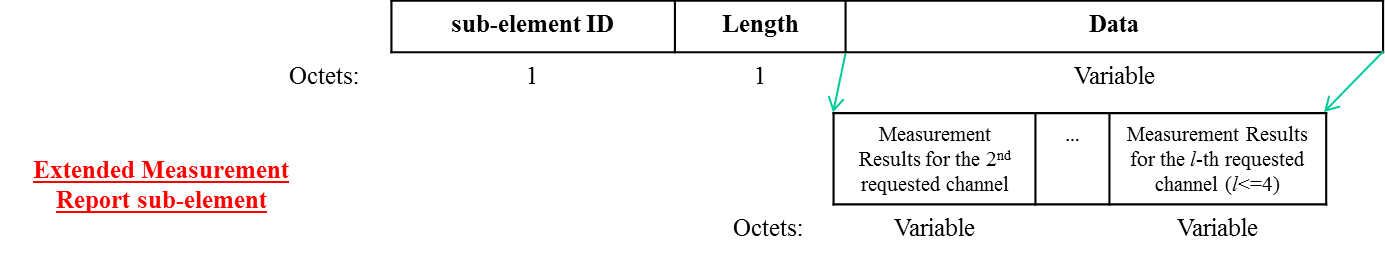 sub-element ID Length Data
Octets: 1 1 Variable
Measurement Results for the 2nd requested channel ... Measurement Results for the l-th requested channel (l<=4)
Extended Measurement
Report sub-element
Octets: Variable Variable